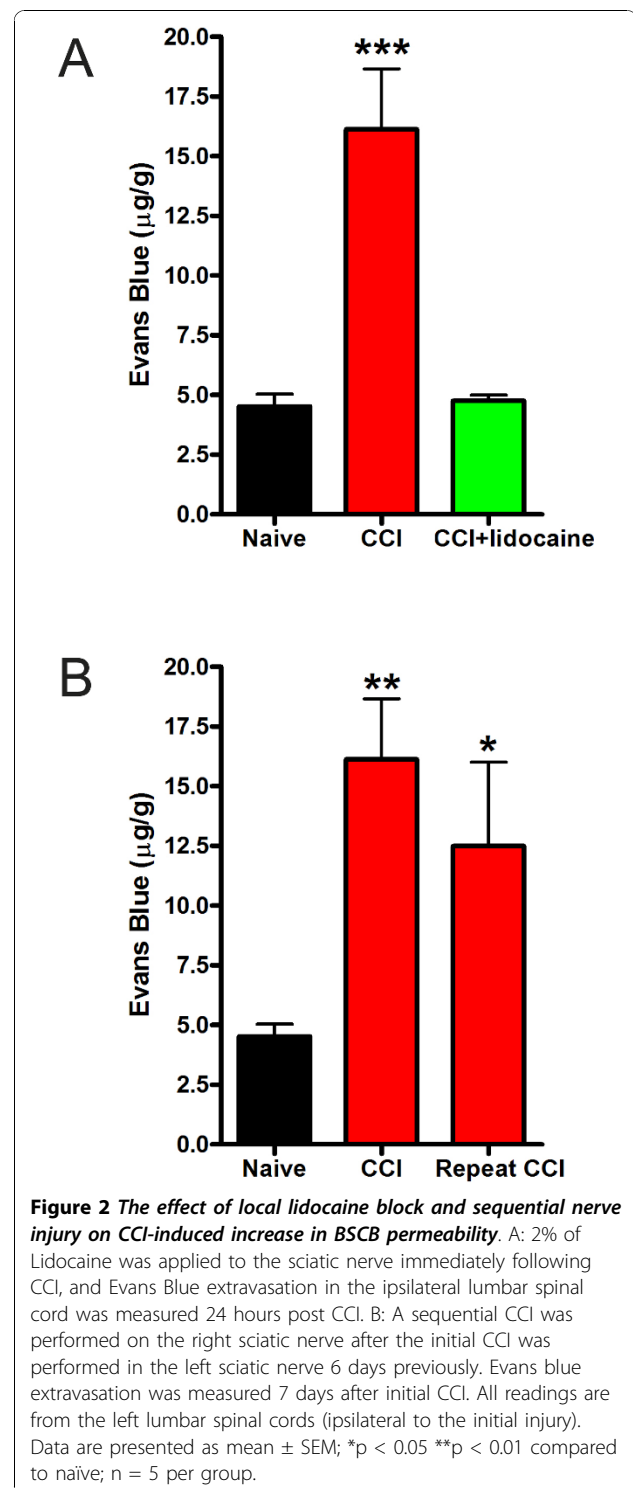 A
***
20.0
17.5
15.0
12.5
10.0
7.5
5.0
2.5
0.0
Evans Blue (μg/g)
Naive CCI CCI+lidocaine
B
**
*
20.0
17.5
15.0
12.5
10.0
7.5
5.0
2.5
0.0
Evans Blue (μg/g)
Naive CCI Repeat CCI
Figure 2 The effect of local lidocaine block and sequential nerve
injury on CCI-induced increase in BSCB permeability. A: 2% of
Lidocaine was applied to the sciatic nerve immediately following
CCI, and Evans Blue extravasation in the ipsilateral lumbar spinal
cord was measured 24 hours post CCI. B: A sequential CCI was
performed on the right sciatic nerve after the initial CCI was
performed in the left sciatic nerve 6 days previously. Evans blue
extravasation was measured 7 days after initial CCI. All readings are
from the left lumbar spinal cords (ipsilateral to the initial injury).
Data are presented as mean ± SEM; *p < 0.05 **p < 0.01 compared
to naïve; n = 5 per group.